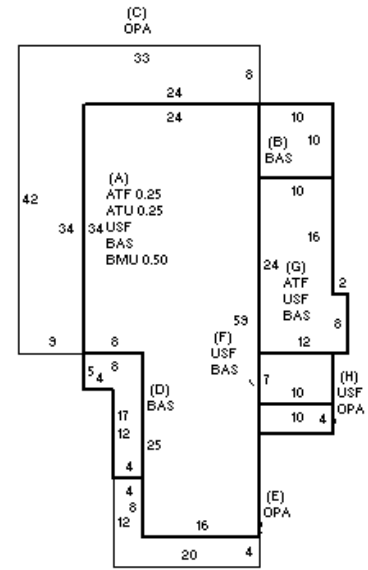 (C)
OPA
33
8
24
24
10
(B)
10
BAS
(A)
ATF 0.25
ATU 0.25
USF
BAS
BMU 0.50
10
42
34
34
16
24
(G)
ATF
USF
BAS
2
59
8
(F)
USF
BAS
9
8
12
5
4
8
7
(D)
BAS
10
(H)
USF
OPA
17
12
10
4
25
4
4
8
12
(E)
OPA
16
20
4